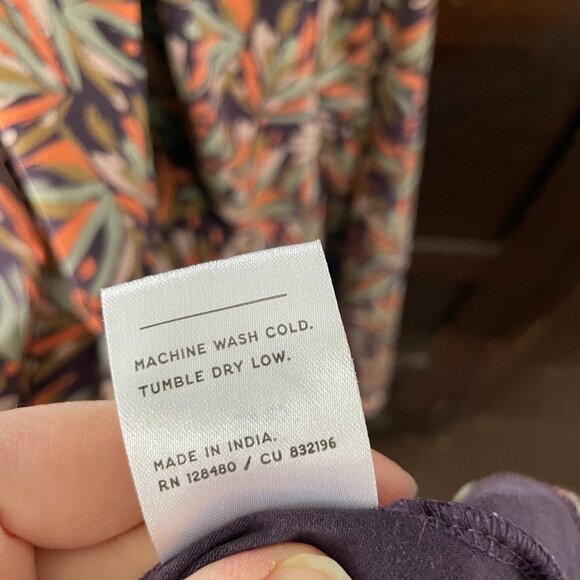 MACHINE WASH COLD.
TUMBLE DRY LOW.
MADE IN INDIA.
RN 128480 / CU 832196